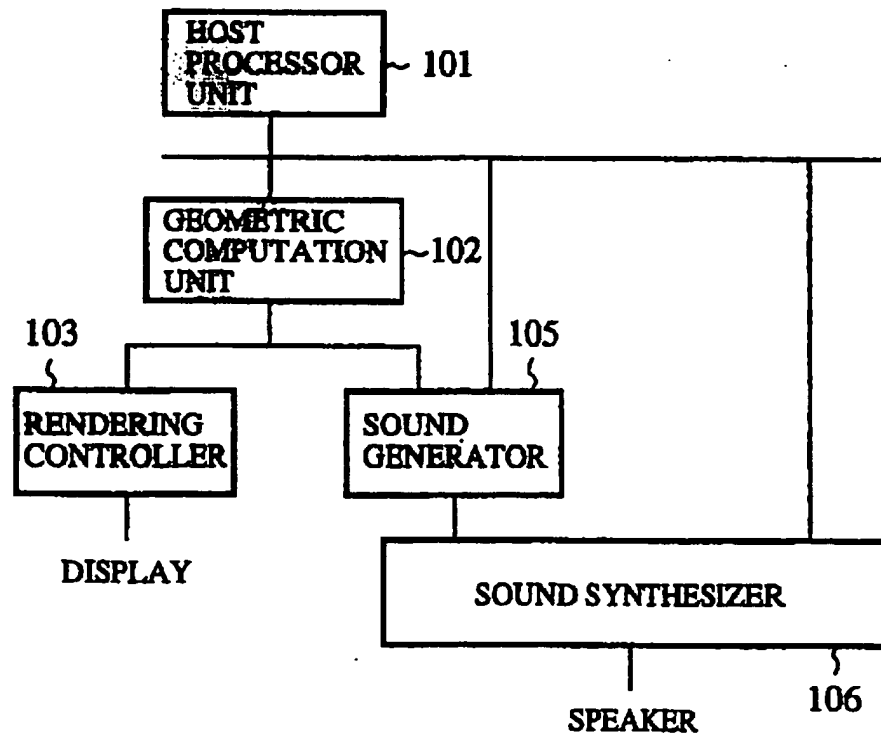 HOST
PROCESSOR
UNIT
101
GEOMETRIC
COMPUTATION
UNIT
102
103
105
RENDERING
CONTROLLER
SOUND
GENERATOR
DISPLAY
SOUND SYNTHESIZER
106
SPEAKER